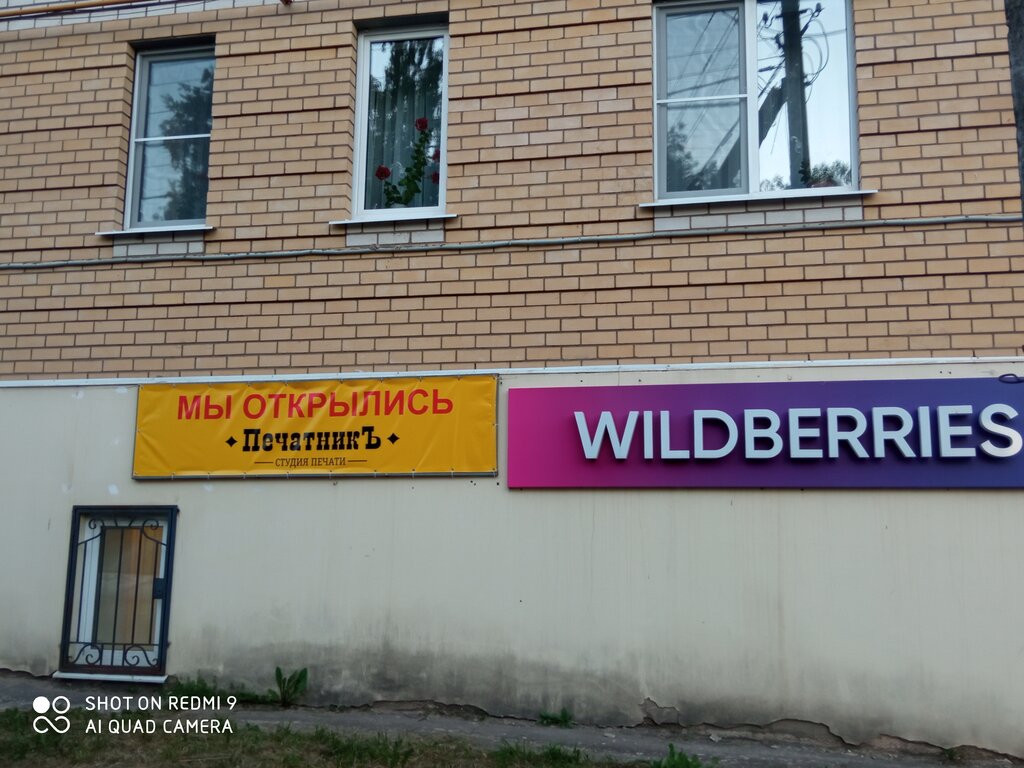 МЫ ОТКРЫЛИСЬ
ПечатникЪ
СТУДИЯ ПЕЧАТИ
WILDBERRIES
SHOT ON REDMI 9
AI QUAD CAMERA